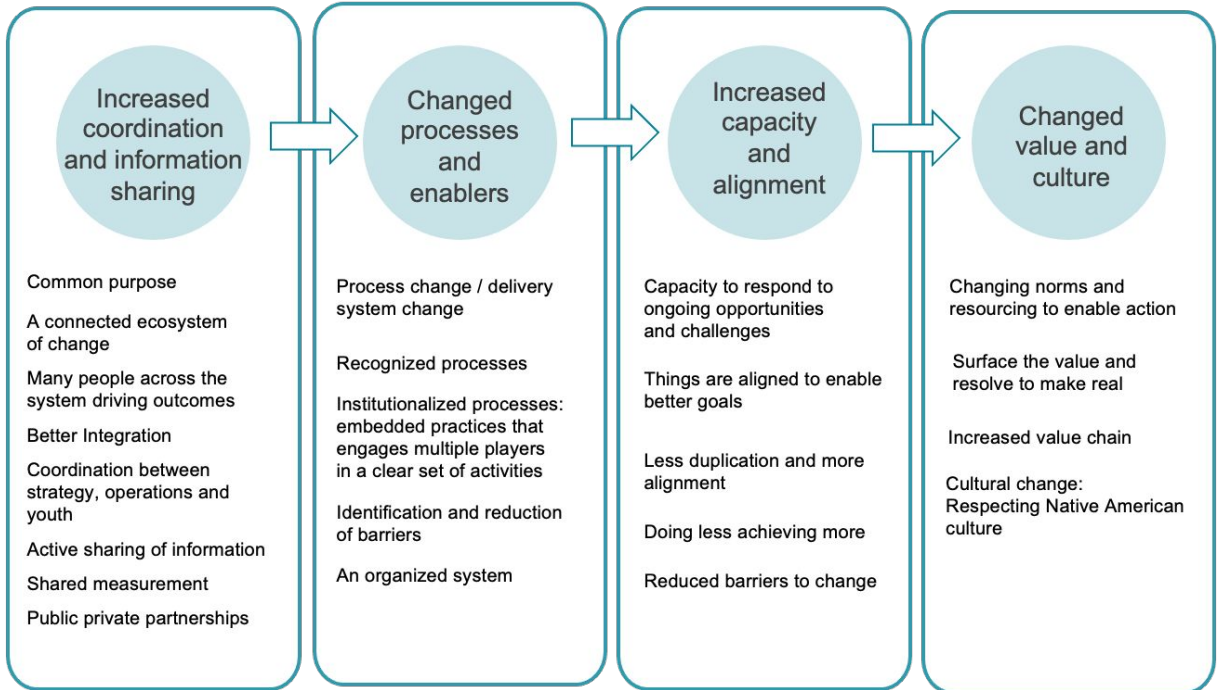 Increased
coordination
and information
sharing
Common purpose
A connected ecosystem
of change
Many people across the
system driving outcomes
Better Integration
Coordination between
strategy, operations and
youth
Active sharing of information
Shared measurement
Public private partnerships
Changed
processes
and
enablers
Process change / delivery
system change
Recognized processes
Institutionalized processes:
embedded practices that
engages multiple players
in a clear set of activities
Identification and reduction
of barriers
An organized system
Increased
capacity
and
alignment
Capacity to respond to
ongoing opportunities
and challenges
Things are aligned to enable
better goals
Less duplication and more
alignment
Doing less achieving more
Reduced barriers to change
Changed
value and
culture
Changing norms and
resourcing to enable action
Surface the value and
resolve to make real
Increased value chain
Cultural change:
Respecting Native American
culture